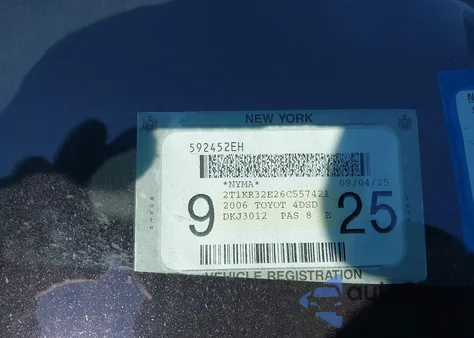 NEW YORK
592452EH
*NYMA* 09/04/25
2T1KR32E26C557421
2006 TOYOT 4DSD
DKJ3012 PAS 8 E
9 25
VEHICLE REGISTRATION